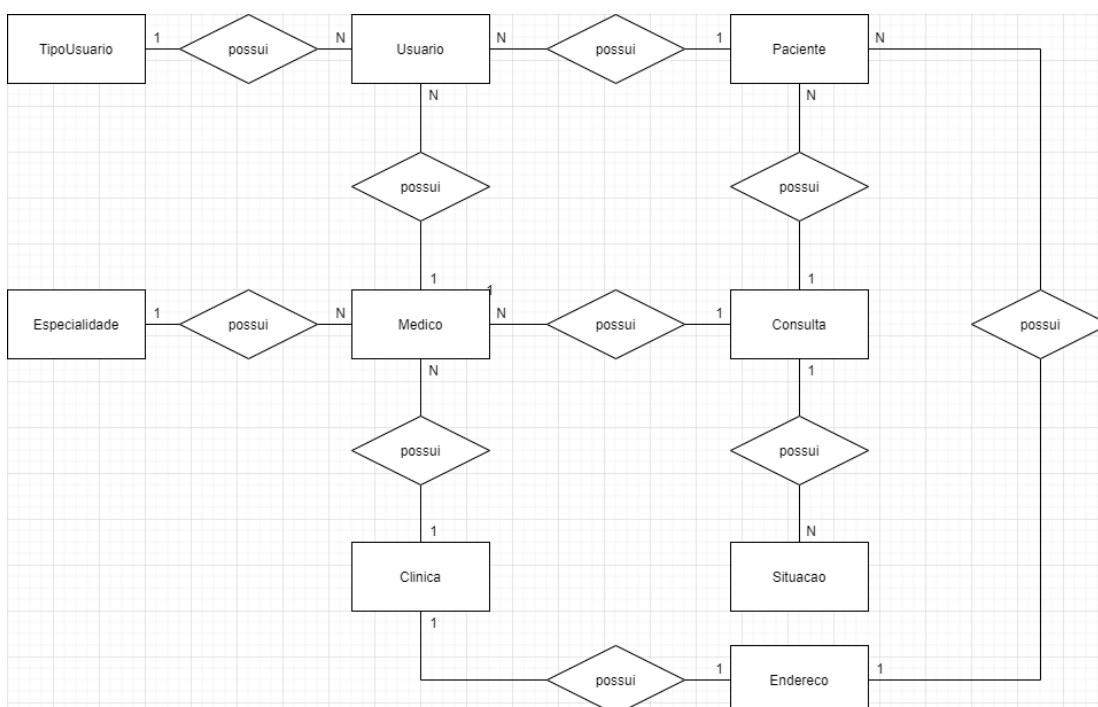 TipoUsuario
1
possui
N
Usuario
N
possui
1
Paciente
N
N
N
possui
possui
1
1
1
Especialidade
1
possui
N
Medico
N
possui
1
Consulta
possui
N
1
possui
possui
1
N
Clinica
Situacao
1
possui
1
Endereco
1